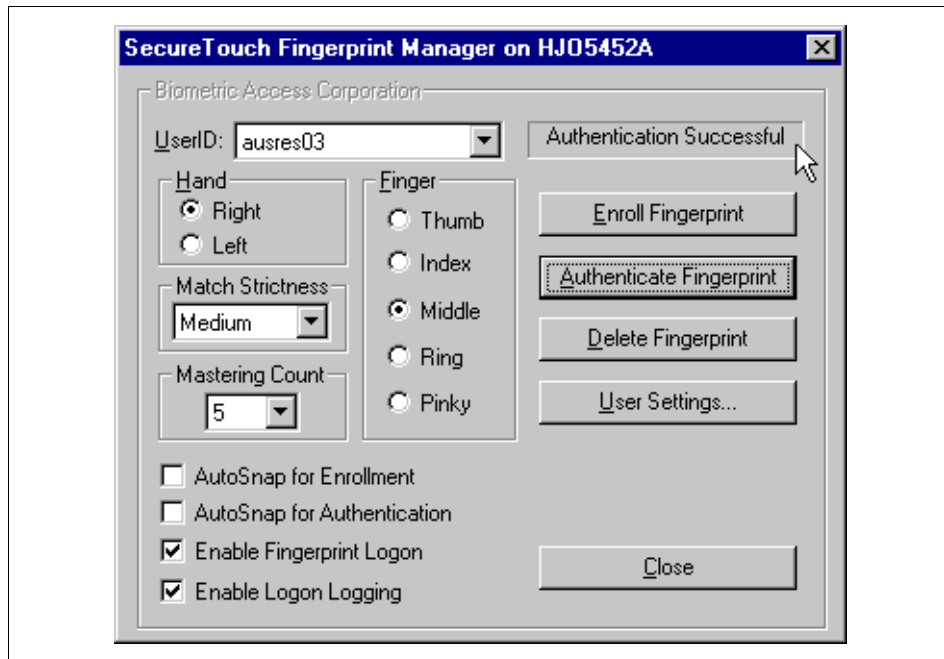 SecureTouch Fingerprint Manager on HJO5452A
Biometric Access Corporation
UserID: ausres03
Authentication Successful
Hand
Right
Left
Finger
Thumb
Index
Middle
Ring
Pinky
Match Strictness
Medium
Mastering Count
5
Enroll Fingerprint
Authenticate Fingerprint
Delete Fingerprint
User Settings...
AutoSnap for Enrollment
AutoSnap for Authentication
Enable Fingerprint Logon
Enable Logon Logging
Close